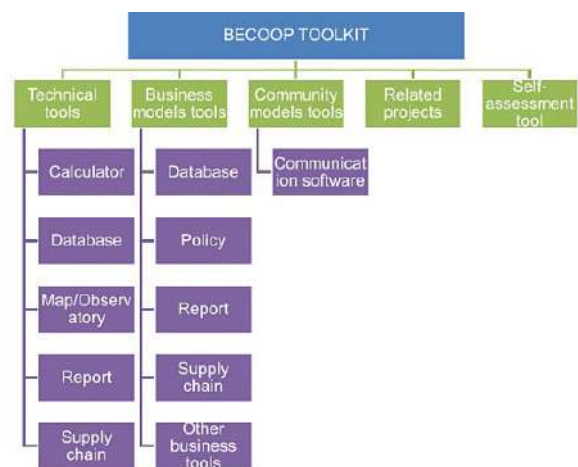 BECOOP TOOLKIT
Technical
tools
Business
models tools
Community
models tools
Related
projects
Self-
assessment
tool
Calculator
Database
Map/Observ
atory
Report
Supply
chain
Database
Policy
Report
Supply
chain
Other
business
tools
Communicat
ion software